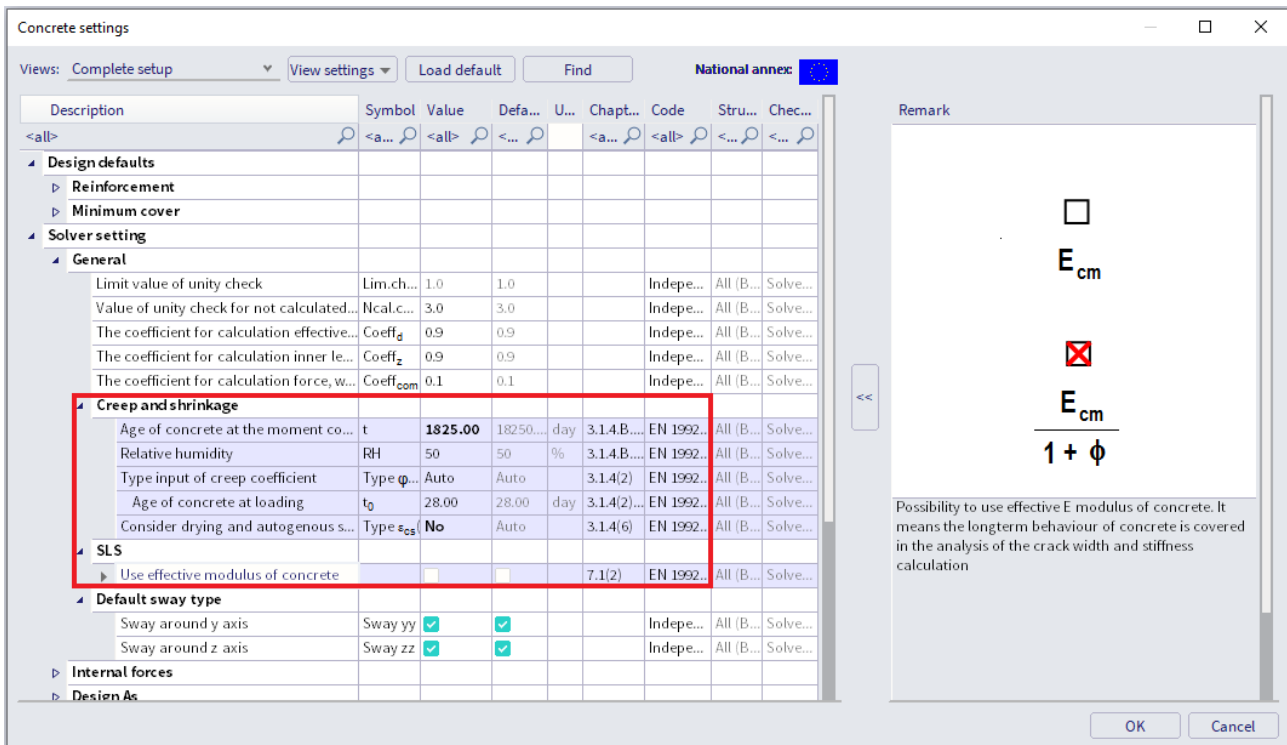 Concrete settings
Views: Complete setup View settings Load default Find National annex:
Description Symbol Value Defa... U... Chapt... Code Stru... Chec... Remark
<all> <a... <all> <... <a... <all> <... <...
Design defaults
Reinforcement
Minimum cover
Solver setting
General
Limit value of unity check Lim.ch... 1.0 1.0 Indepe... All (B... Solve...
Value of unity check for not calculated... Ncal.c... 3.0 3.0 Indepe... All (B... Solve...
The coefficient for calculation effective... Coeff_d 0.9 0.9 Indepe... All (B... Solve...
The coefficient for calculation inner le... Coeff_z 0.9 0.9 Indepe... All (B... Solve...
The coefficient for calculation force, w... Coeff_com 0.1 0.1 Indepe... All (B... Solve...
Creep and shrinkage
Age of concrete at the moment co... t 1825.00 18250.... day 3.1.4.B.... EN 1992... All (B... Solve...
Relative humidity RH 50 50 % 3.1.4.B.... EN 1992... All (B... Solve...
Type input of creep coefficient Type φ... Auto Auto 3.1.4(2) EN 1992... All (B... Solve...
Age of concrete at loading t_0 28.00 28.00 day 3.1.4(2)... EN 1992... All (B... Solve...
Consider drying and autogenous s... Type ε_cs( No Auto 3.1.4(6) EN 1992... All (B... Solve...
SLS
Use effective modulus of concrete 7.1(2) EN 1992... All (B... Solve...
Default sway type
Sway around y axis Sway yy Indepe... All (B... Solve...
Sway around z axis Sway zz Indepe... All (B... Solve...
Internal forces
Design As
<<
E_cm
E_cm
1 + ϕ
Possibility to use effective E modulus of concrete. It
means the longterm behaviour of concrete is covered
in the analysis of the crack width and stiffness
calculation
OK Cancel